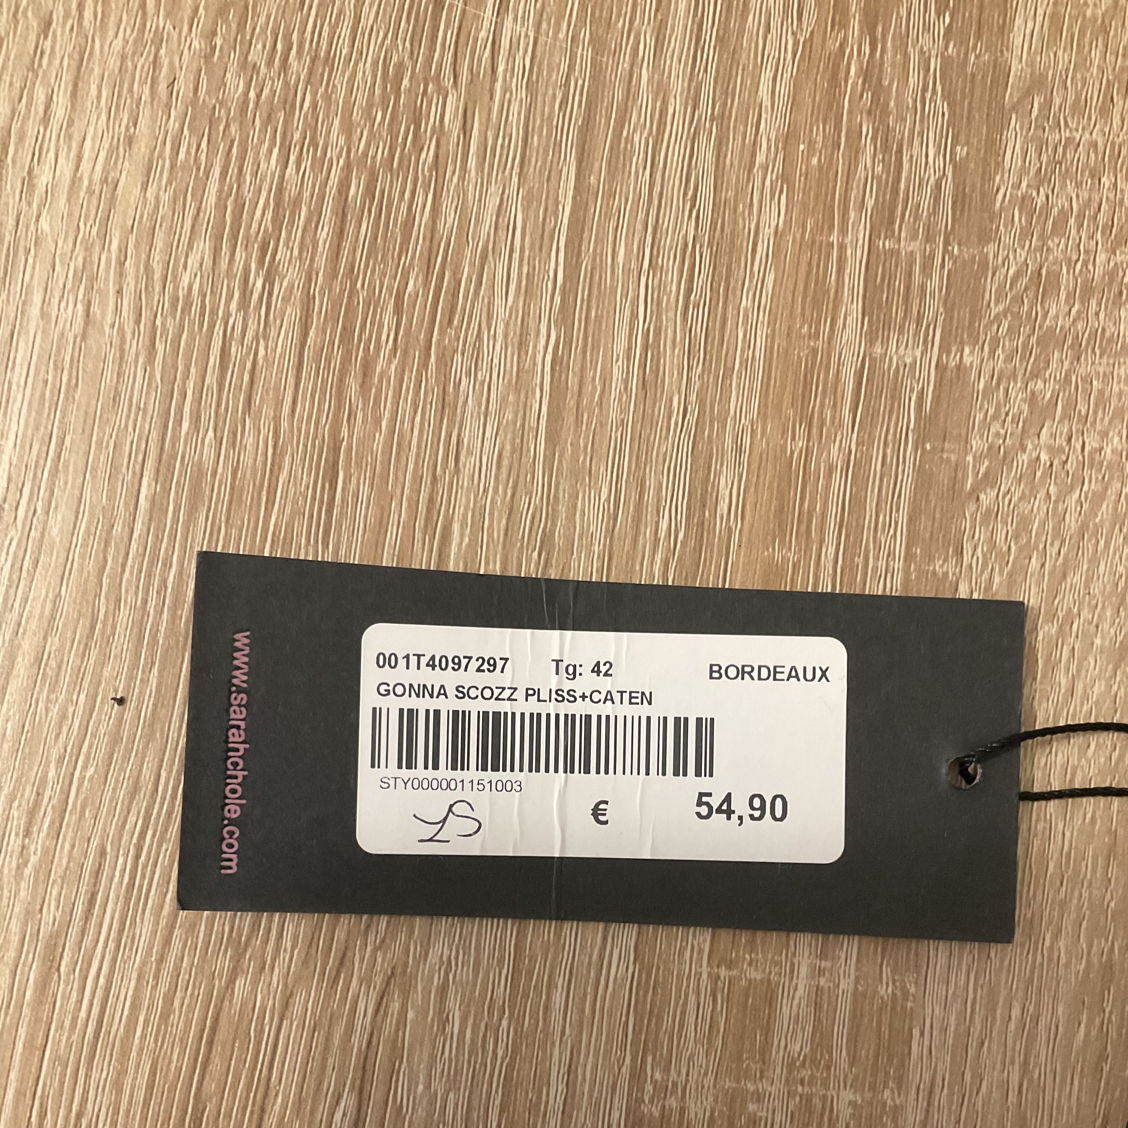 001T4097297 Tg: 42 BORDEAUX
GONNA SCOZZ PLISS+CATEN
STY000001151003
€ 54,90
www.sarahchole.com